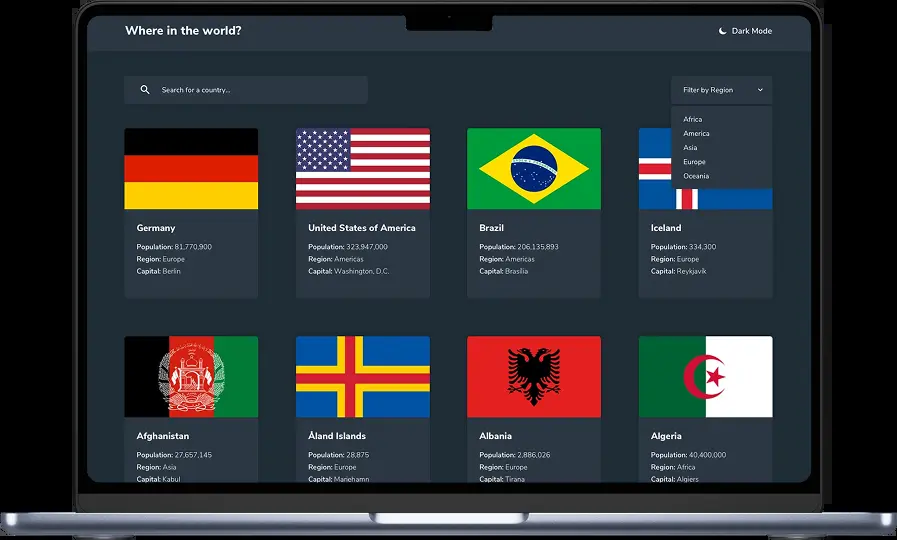 Where in the world?
Dark Mode
Search for a country...
Filter by Region
Africa
America
Asia
Europe
Oceania
Germany
Population: 81,770,900
Region: Europe
Capital: Berlin
United States of America
Population: 323,947,000
Region: Americas
Capital: Washington, D.C.
Brazil
Population: 206,135,893
Region: Americas
Capital: Brasília
Iceland
Population: 334,300
Region: Europe
Capital: Reykjavík
Afghanistan
Population: 27,657,145
Region: Asia
Capital: Kabul
Åland Islands
Population: 28,875
Region: Europe
Capital: Mariehamn
Albania
Population: 2,886,026
Region: Europe
Capital: Tirana
Algeria
Population: 40,400,000
Region: Africa
Capital: Algiers